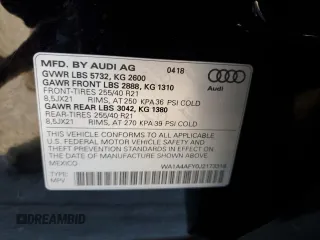 MFD. BY AUDI AG 0418
GVWR LBS 5732, KG 2600
GAWR FRONT LBS 2888, KG 1310
FRONT-TIRES 255/40 R21
8,5JX21 RIMS, AT 250 KPA 36 PSI COLD
GAWR REAR LBS 3042, KG 1380
REAR-TIRES 255/40 R21
8,5JX21 RIMS, AT 270 KPA 39 PSI COLD
Audi
THIS VEHICLE CONFORMS TO ALL APPLICABLE
U.S. FEDERAL MOTOR VEHICLE SAFETY AND
THEFT PREVENTION STANDARDS IN EFFECT ON
THE DATE OF MANUFACTURE SHOWN ABOVE.
MEXICO
TYPE:
MPV
DASAUTOBID